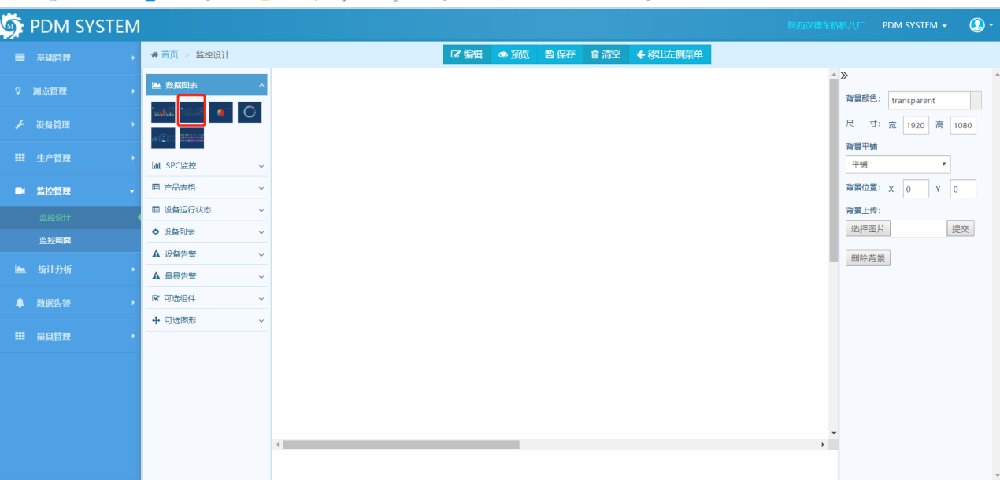 PDM SYSTEM
陕西汉德车桥桥八厂 PDM SYSTEM
基础管理
测点管理
设备管理
生产管理
监控管理
监控设计
监控画面
统计分析
数据告警
量具管理
首页 > 监控设计
编辑 预览 保存 清空 移出左侧菜单
数据图表
SPC监控
产品表格
设备运行状态
设备列表
设备告警
量具告警
可选组件
可选图形
背景颜色: transparent
尺 寸: 宽 1920 高 1080
背景平铺
平铺
背景位置: X 0 Y 0
背景上传:
选择图片 提交
删除背景